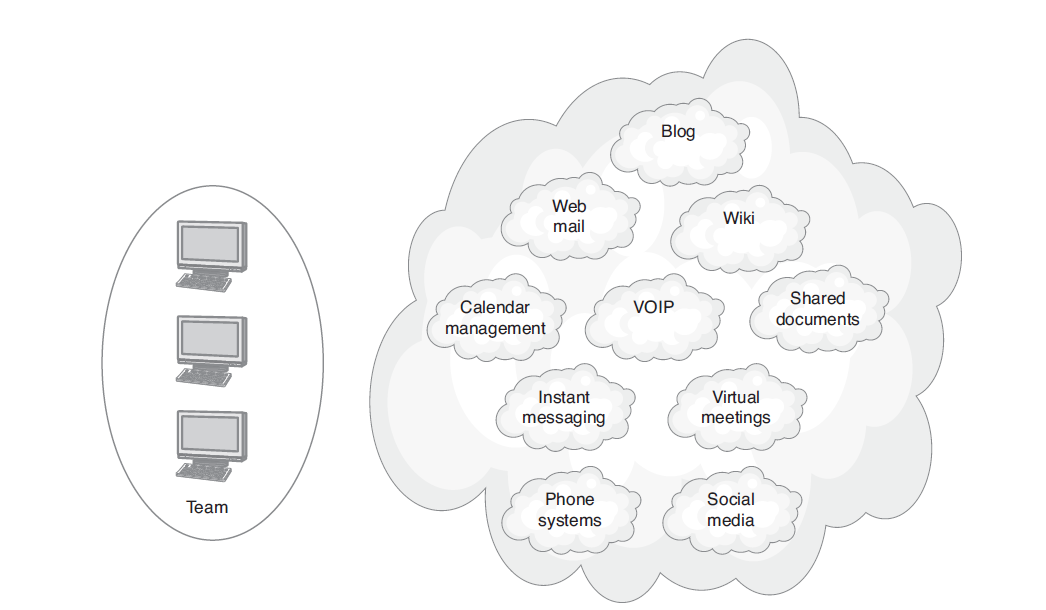 Blog
Web
mail
Wiki
Calendar
management
VOIP
Shared
documents
Instant
messaging
Virtual
meetings
Phone
systems
Social
media
Team